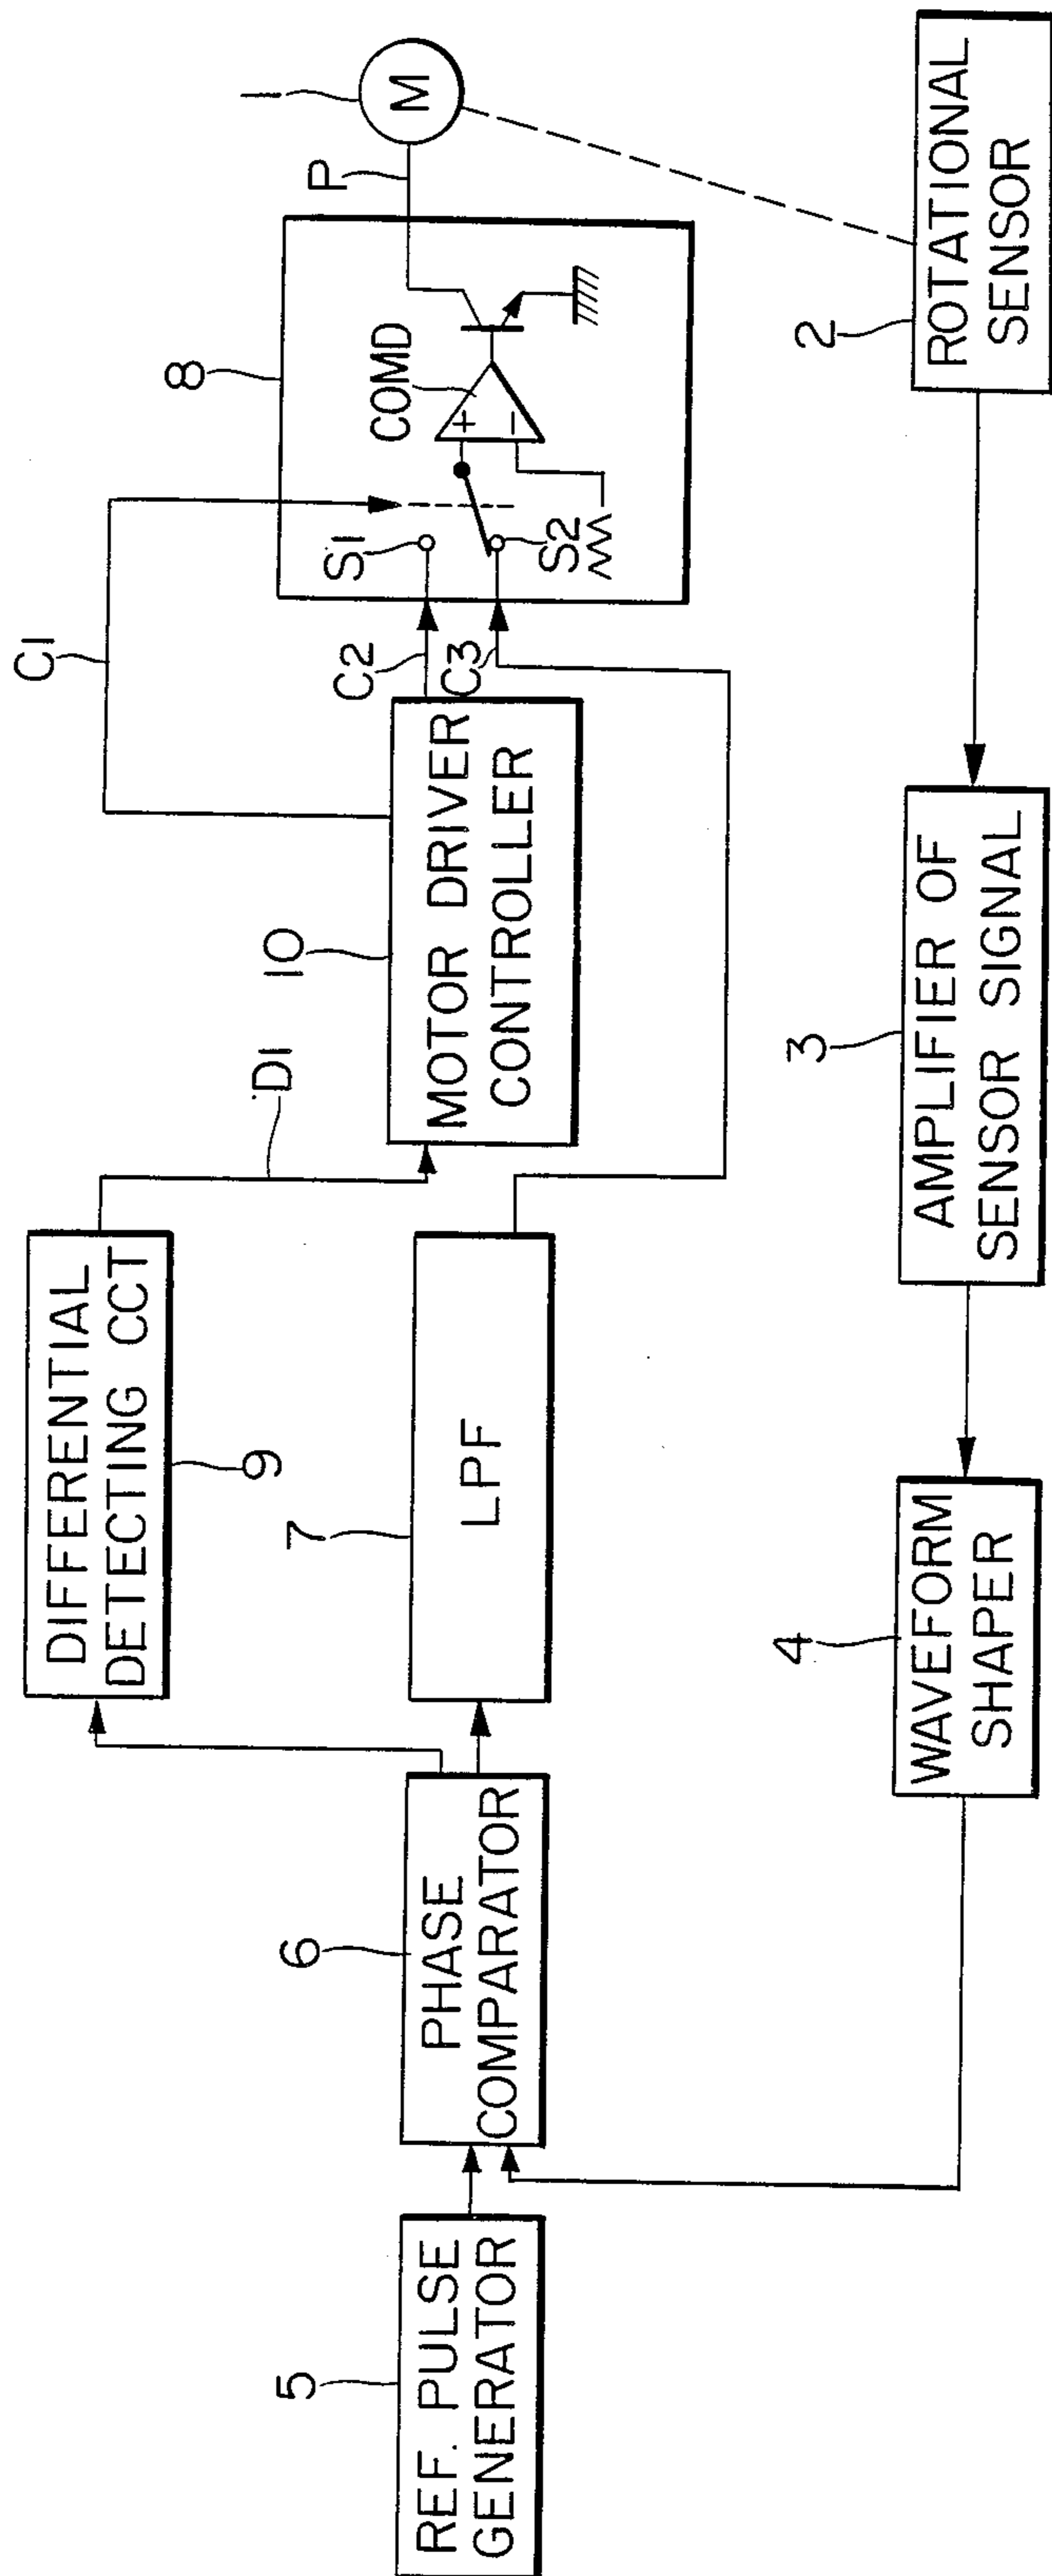 C1
8
P
1
M
9
DIFFERENTIAL
DETECTING CCT
D1
10
MOTOR DRIVER
CONTROLLER
C2
C3
S1
S2
COMD
+
−
5
REF. PULSE
GENERATOR
6
PHASE
COMPARATOR
7
LPF
4
WAVEFORM
SHAPER
3
AMPLIFIER OF
SENSOR SIGNAL
2
ROTATIONAL
SENSOR